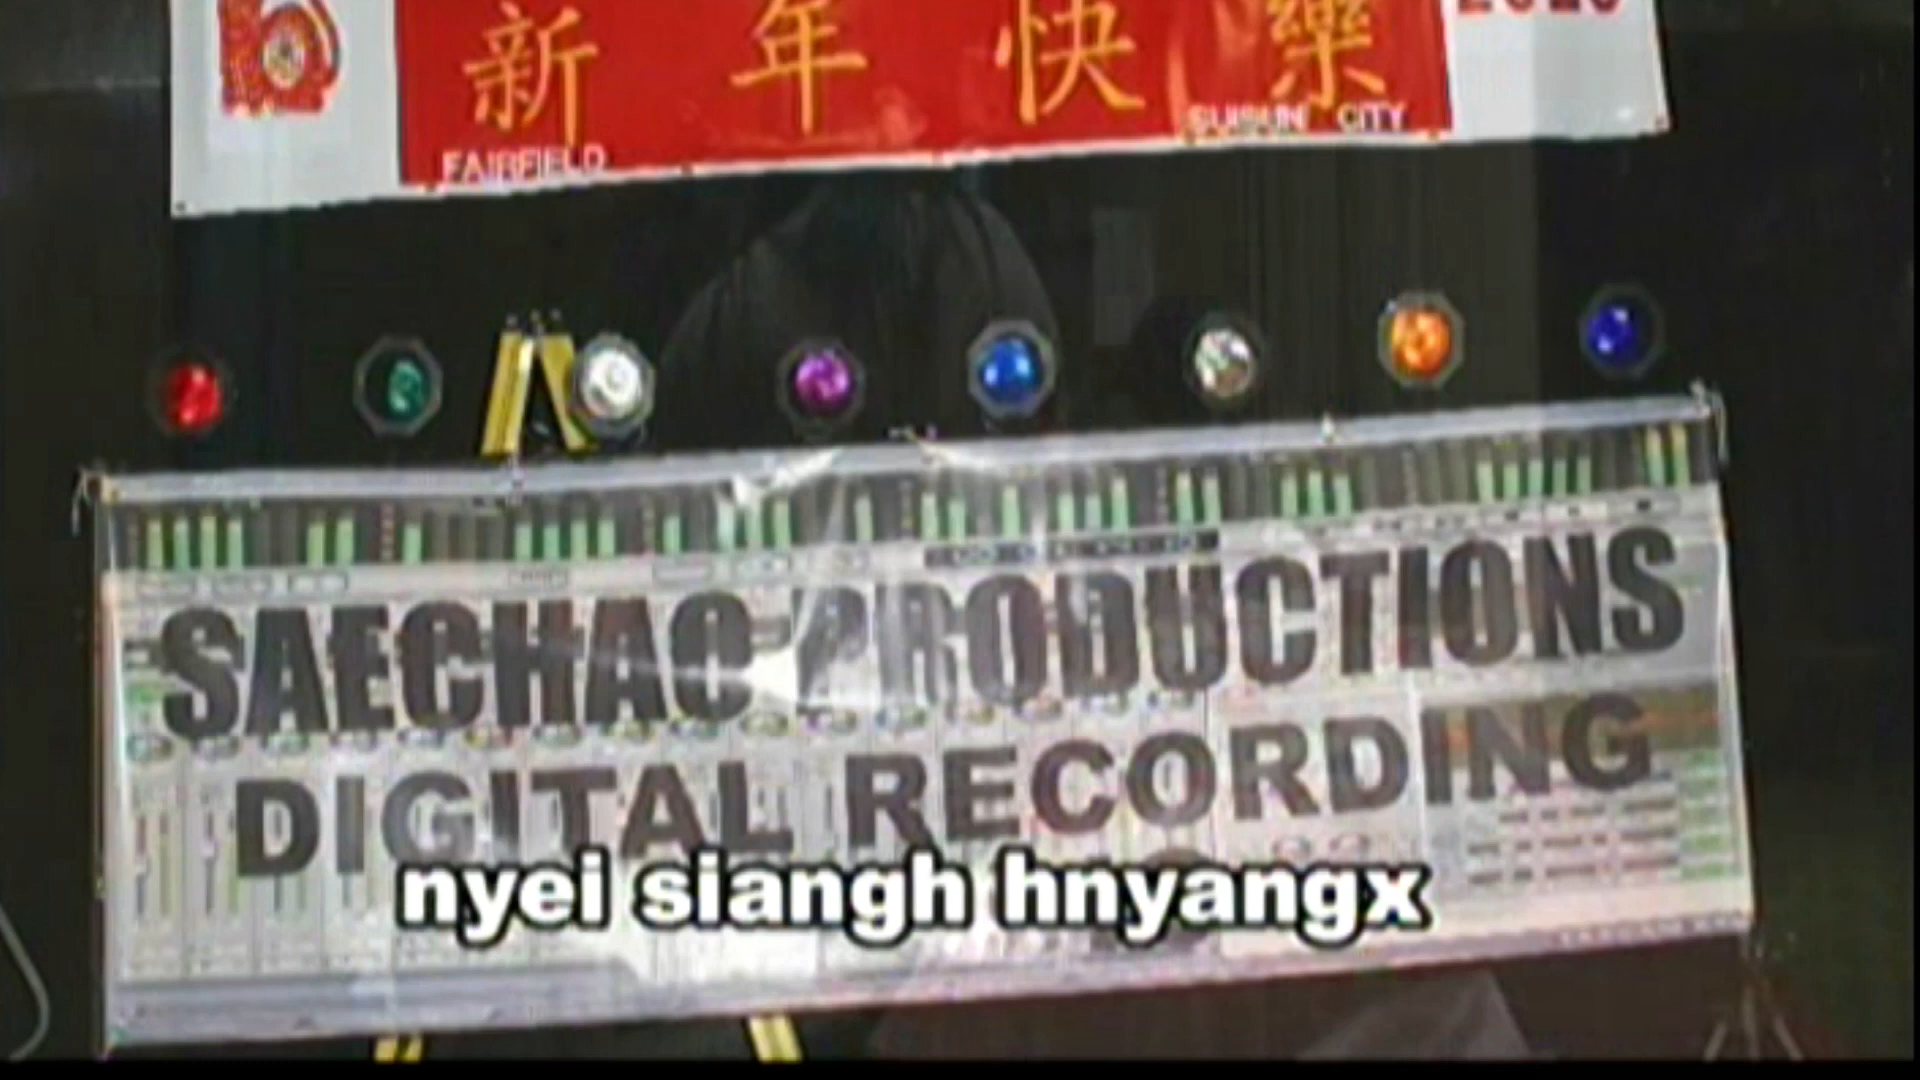 新年快樂
FAIRFIELD
SUISUN CITY
SAECHAO PRODUCTIONS
DIGITAL RECORDING
nyei siangh hnyangx